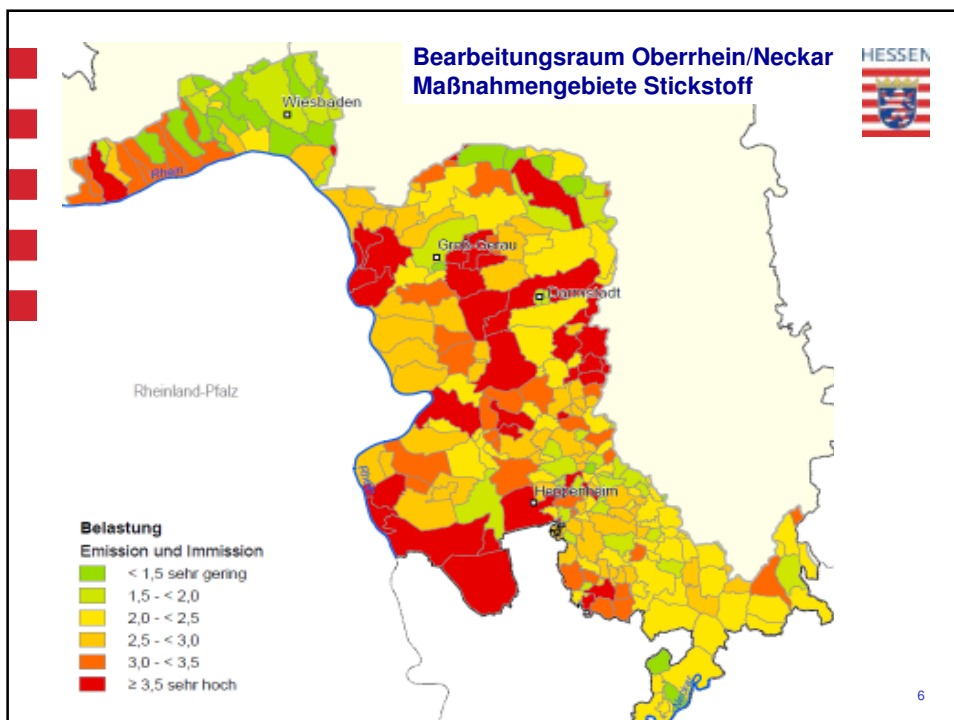 Bearbeitungsraum Oberrhein/Neckar
Maßnahmengebiete Stickstoff
HESSEN
Wiesbaden
Rhein
Groß-Gerau
Darmstadt
Rheinland-Pfalz
Rhein
Heppenheim
Neckar
Belastung
Emission und Immission
< 1,5 sehr gering
1,5 - < 2,0
2,0 - < 2,5
2,5 - < 3,0
3,0 - < 3,5
≥ 3,5 sehr hoch
6